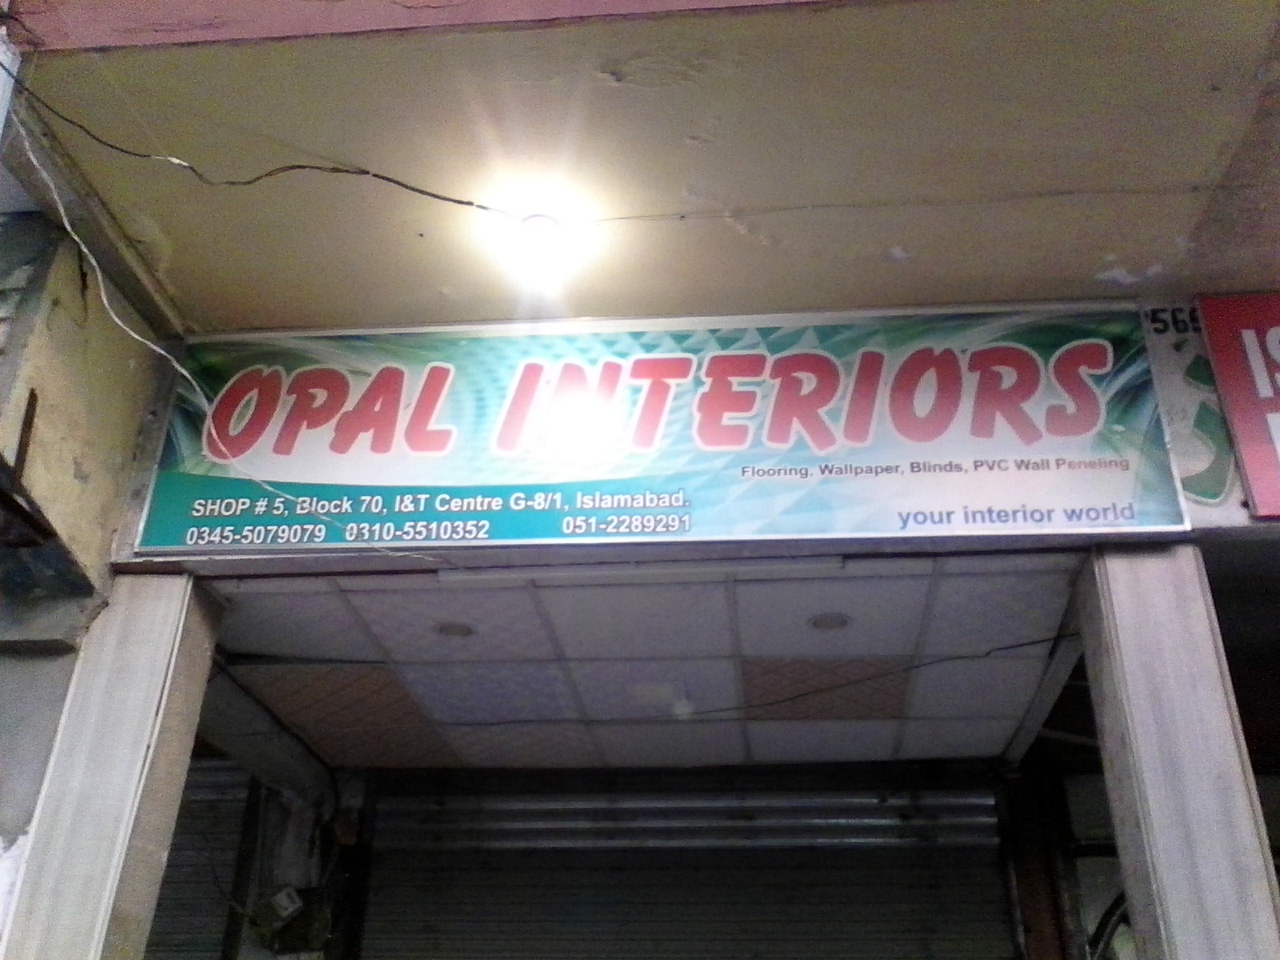 OPAL INTERIORS
Flooring, Wallpaper, Blinds, PVC Wall Peneling
SHOP # 5, Block 70, I&T Centre G-8/1, Islamabad.
0345-5079079 0310-5510352 051-2289291
your interior world